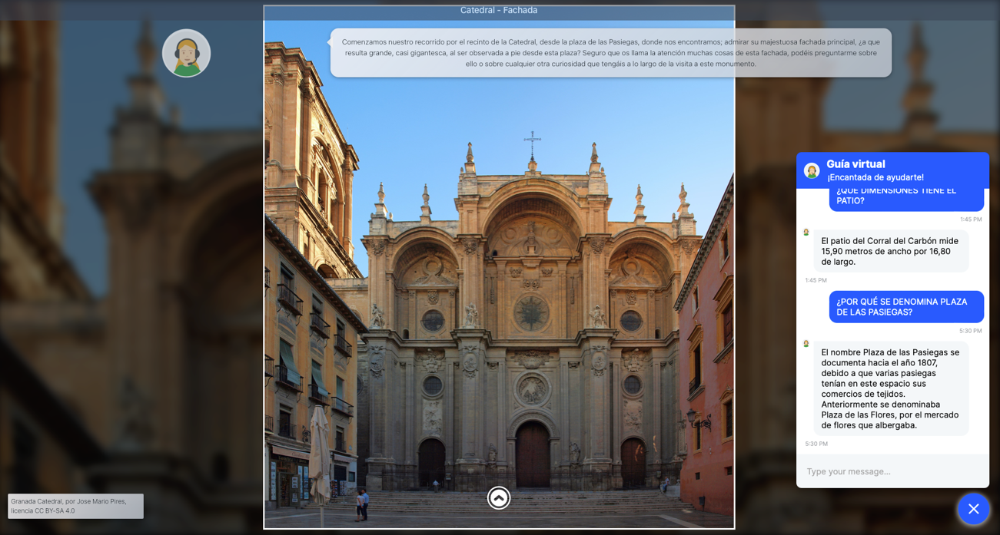 Catedral - Fachada
Comenzamos nuestro recorrido por el recinto de la Catedral, desde la plaza de las Pasiegas, donde nos encontramos; admirar su majestuosa fachada principal, ¿a que
resulta grande, casi gigantesca, al ser observada a pie desde esta plaza? Seguro que os llama la atención muchas cosas de esta fachada, podéis preguntarme sobre
ello o sobre cualquier otra curiosidad que tengáis a lo largo de la visita a este monumento.
Guía virtual
¡Encantada de ayudarte!
¿QUÉ DIMENSIONES TIENE EL
PATIO?
1:45 PM
El patio del Corral del Carbón mide
15,90 metros de ancho por 16,80
de largo.
1:45 PM
¿POR QUÉ SE DENOMINA PLAZA
DE LAS PASIEGAS?
5:30 PM
El nombre Plaza de las Pasiegas se
documenta hacia el año 1807,
debido a que varias pasiegas
tenían en este espacio sus
comercios de tejidos.
Anteriormente se denominaba
Plaza de las Flores, por el mercado
de flores que albergaba.
5:30 PM
Type your message...
Granada Catedral, por Jose Mario Pires,
licencia CC BY-SA 4.0